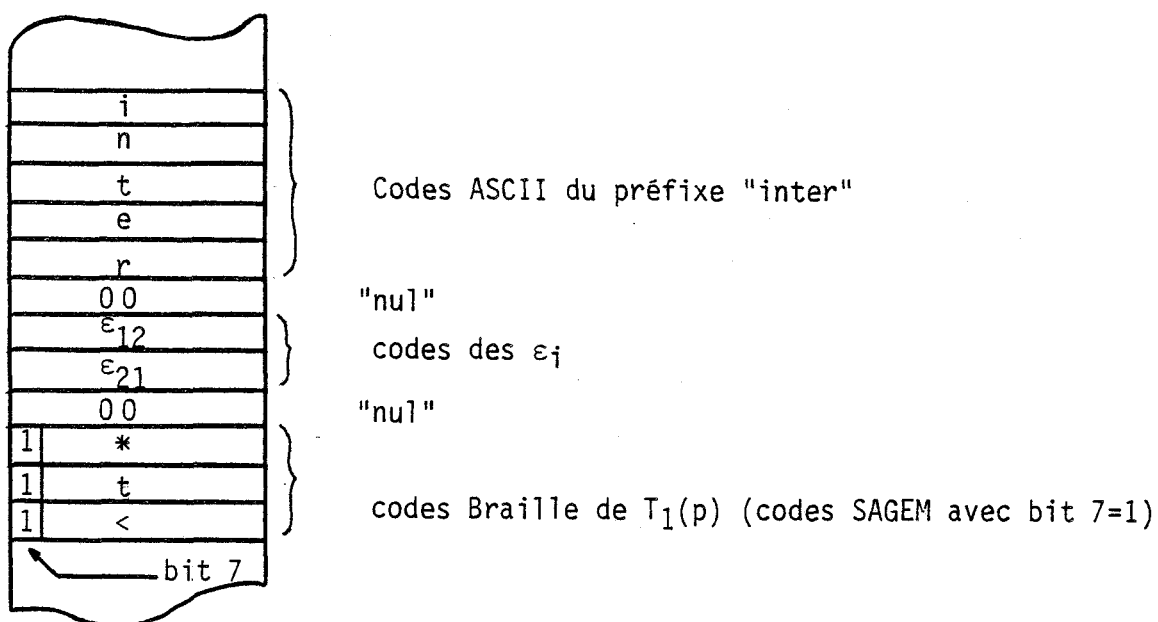 i
n
t
e
r
Codes ASCII du préfixe "inter"
00 "nul"
ε12
ε21
codes des εi
00 "nul"
1 *
1 t
1 <
codes Braille de T1(p) (codes SAGEM avec bit 7=1)
bit 7